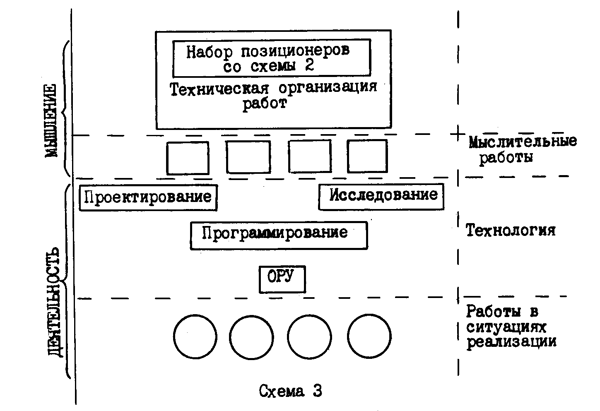 Набор позиционеров
со схемы 2
Техническая организация
работ
МЫШЛЕНИЕ
Мыслительные
работы
Проектирование
Исследование
Программирование
Технология
ОРУ
ДЕЯТЕЛЬНОСТЬ
Работы в
ситуациях
реализации
Схема 3